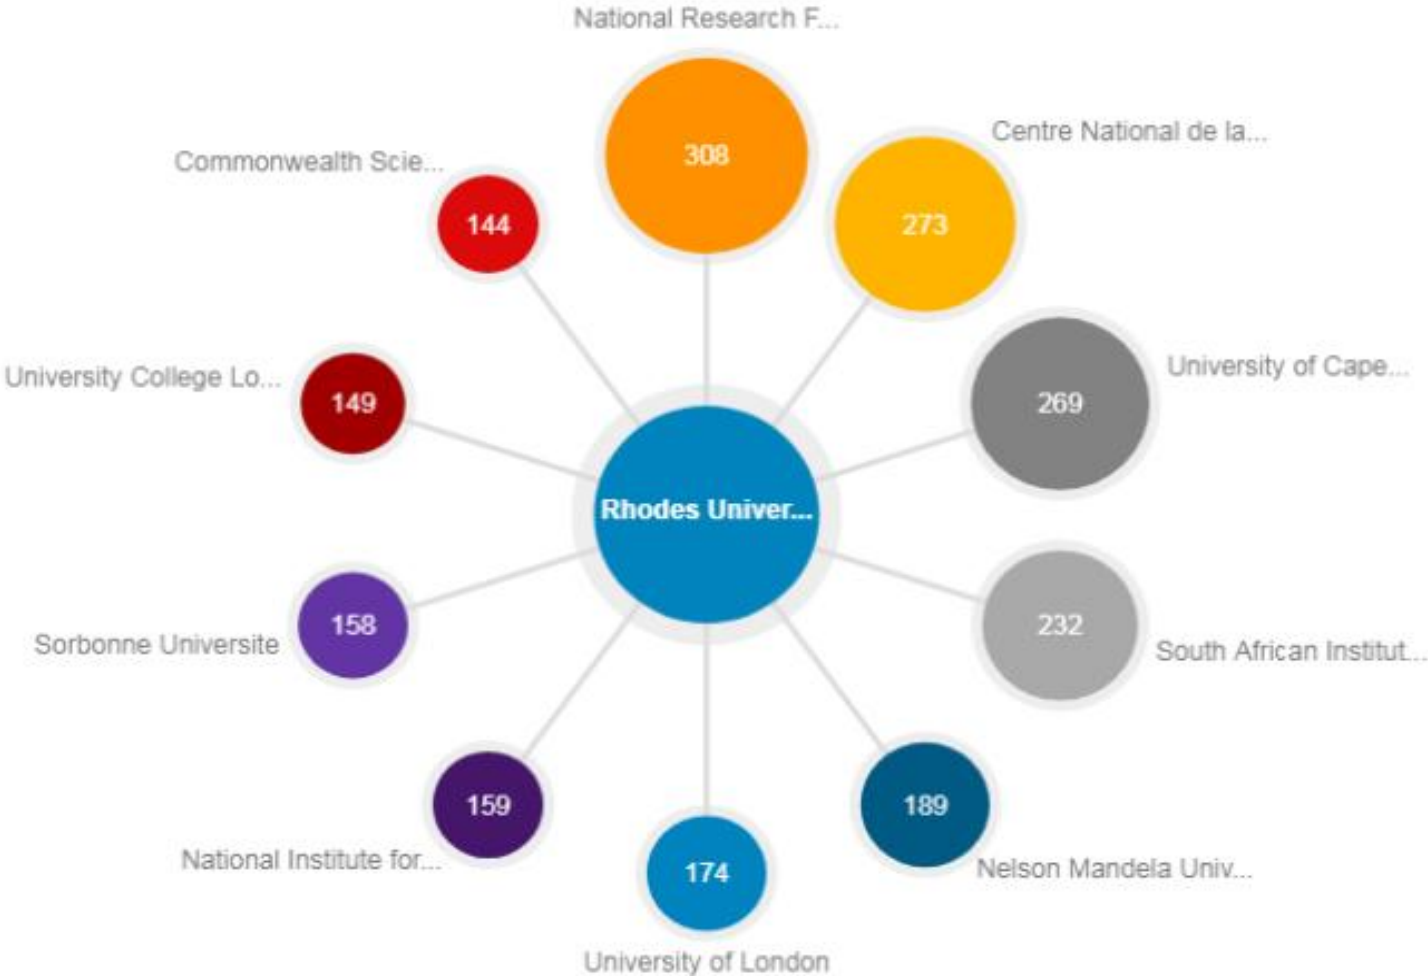 National Research F...
308
Centre National de la...
273
Commonwealth Scie...
144
University of Cape...
269
University College Lo...
149
Rhodes Univer...
South African Institut...
232
Sorbonne Universite
158
Nelson Mandela Univ...
189
National Institute for...
159
174
University of London